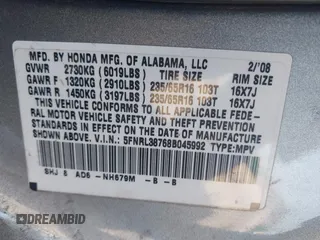 MFD. BY HONDA MFG. OF ALABAMA, LLC 2/'08
GVWR 2730KG (6019LBS) TIRE SIZE RIM SIZE
GAWR F 1320KG (2910LBS) 235/65R16 103T 16X7J
GAWR R 1450KG (3197LBS) 235/65R16 103T 16X7J
THIS VEHICLE CONFORMS TO ALL APPLICABLE FEDE-
RAL MOTOR VEHICLE SAFETY AND THEFT PREVENTION
STANDARDS IN EFFECT ON THE DATE OF MANUFACTURE
SHOWN ABOVE. V.I.N.: 5FNRL38768B045992 TYPE:MPV
SHJ AD6 -NH679M -B -B
DREAMBID